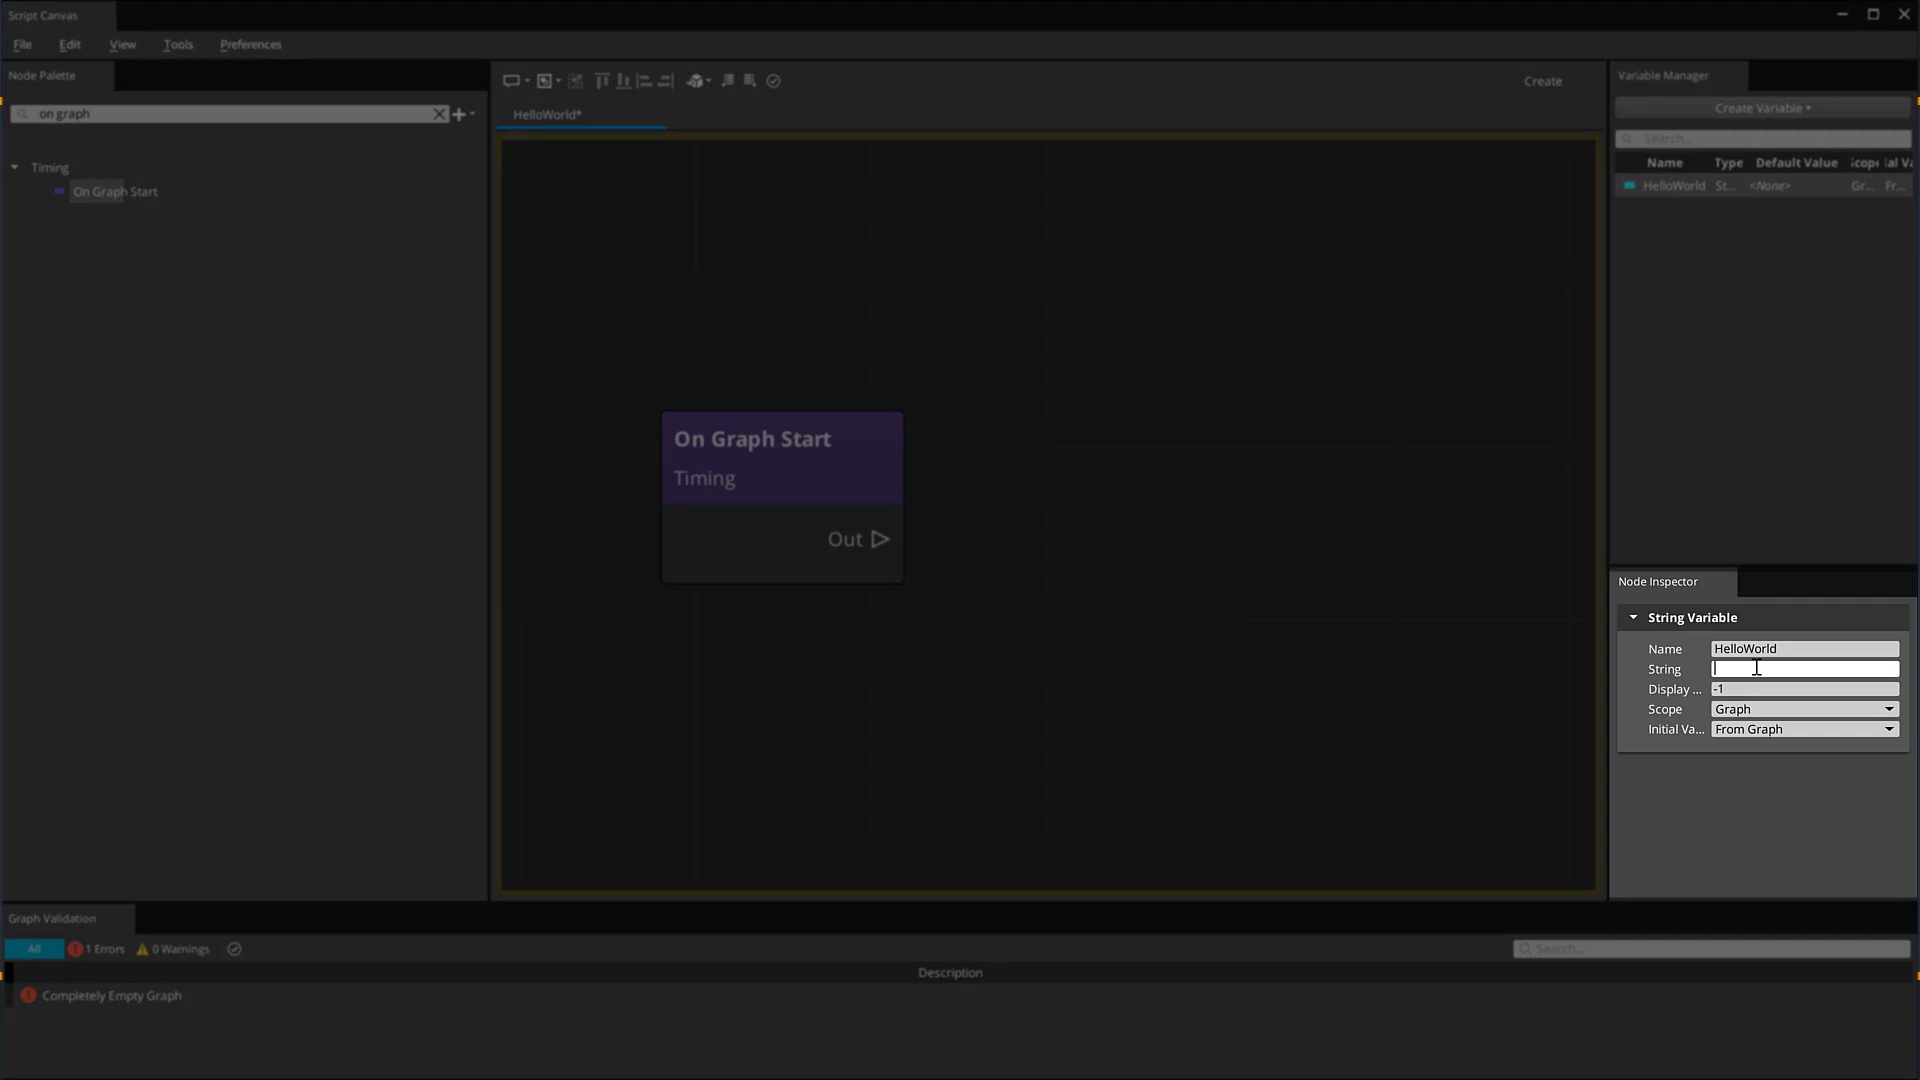 Script Canvas
File Edit View Tools Preferences
Node Palette
on graph
Timing
On Graph Start
Create
HelloWorld*
On Graph Start
Timing
Out
Variable Manager
Create Variable
Search...
Name Type Default Value
HelloWorld St... <None> Gr... Fr...
Node Inspector
String Variable
Name HelloWorld
String
Display ... -1
Scope Graph
Initial Va... From Graph
Graph Validation
All 1 Errors 0 Warnings Search...
Description
Completely Empty Graph